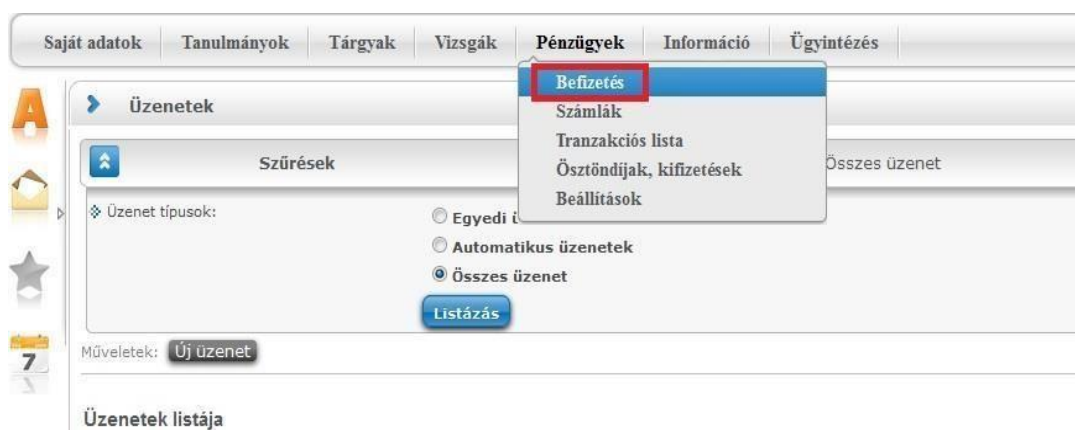 Saját adatok Tanulmányok Tárgyak Vizsgák Pénzügyek Információ Ügyintézés
Befizetés
Üzenetek
Számlák
Tranzakciós lista
Szűrések
Összes üzenet
Ösztöndíjak, kifizetések
Beállítások
Üzenet típusok:
Egyedi
Automatikus üzenetek
Összes üzenet
Listázás
7
Műveletek: Új üzenet
Üzenetek listája